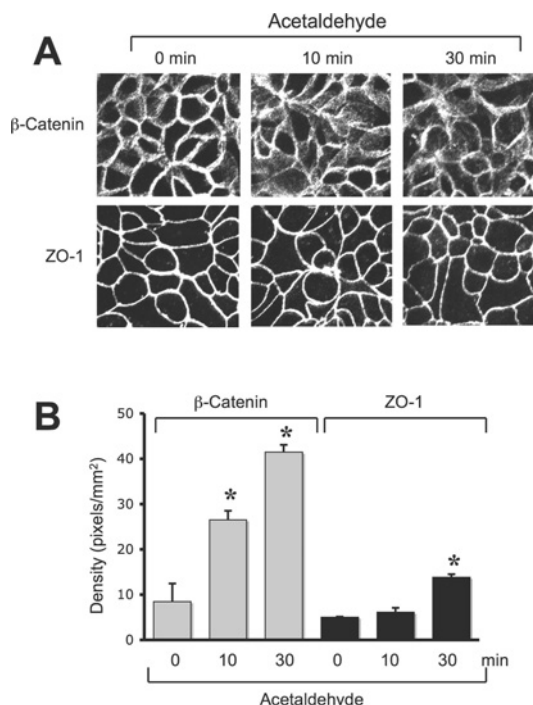 Acetaldehyde
A
0 min 10 min 30 min
β-Catenin
ZO-1
B
β-Catenin ZO-1
50
40
30
20
10
0
Density (pixels/mm²)
* * *
0 10 30 0 10 30 min
Acetaldehyde